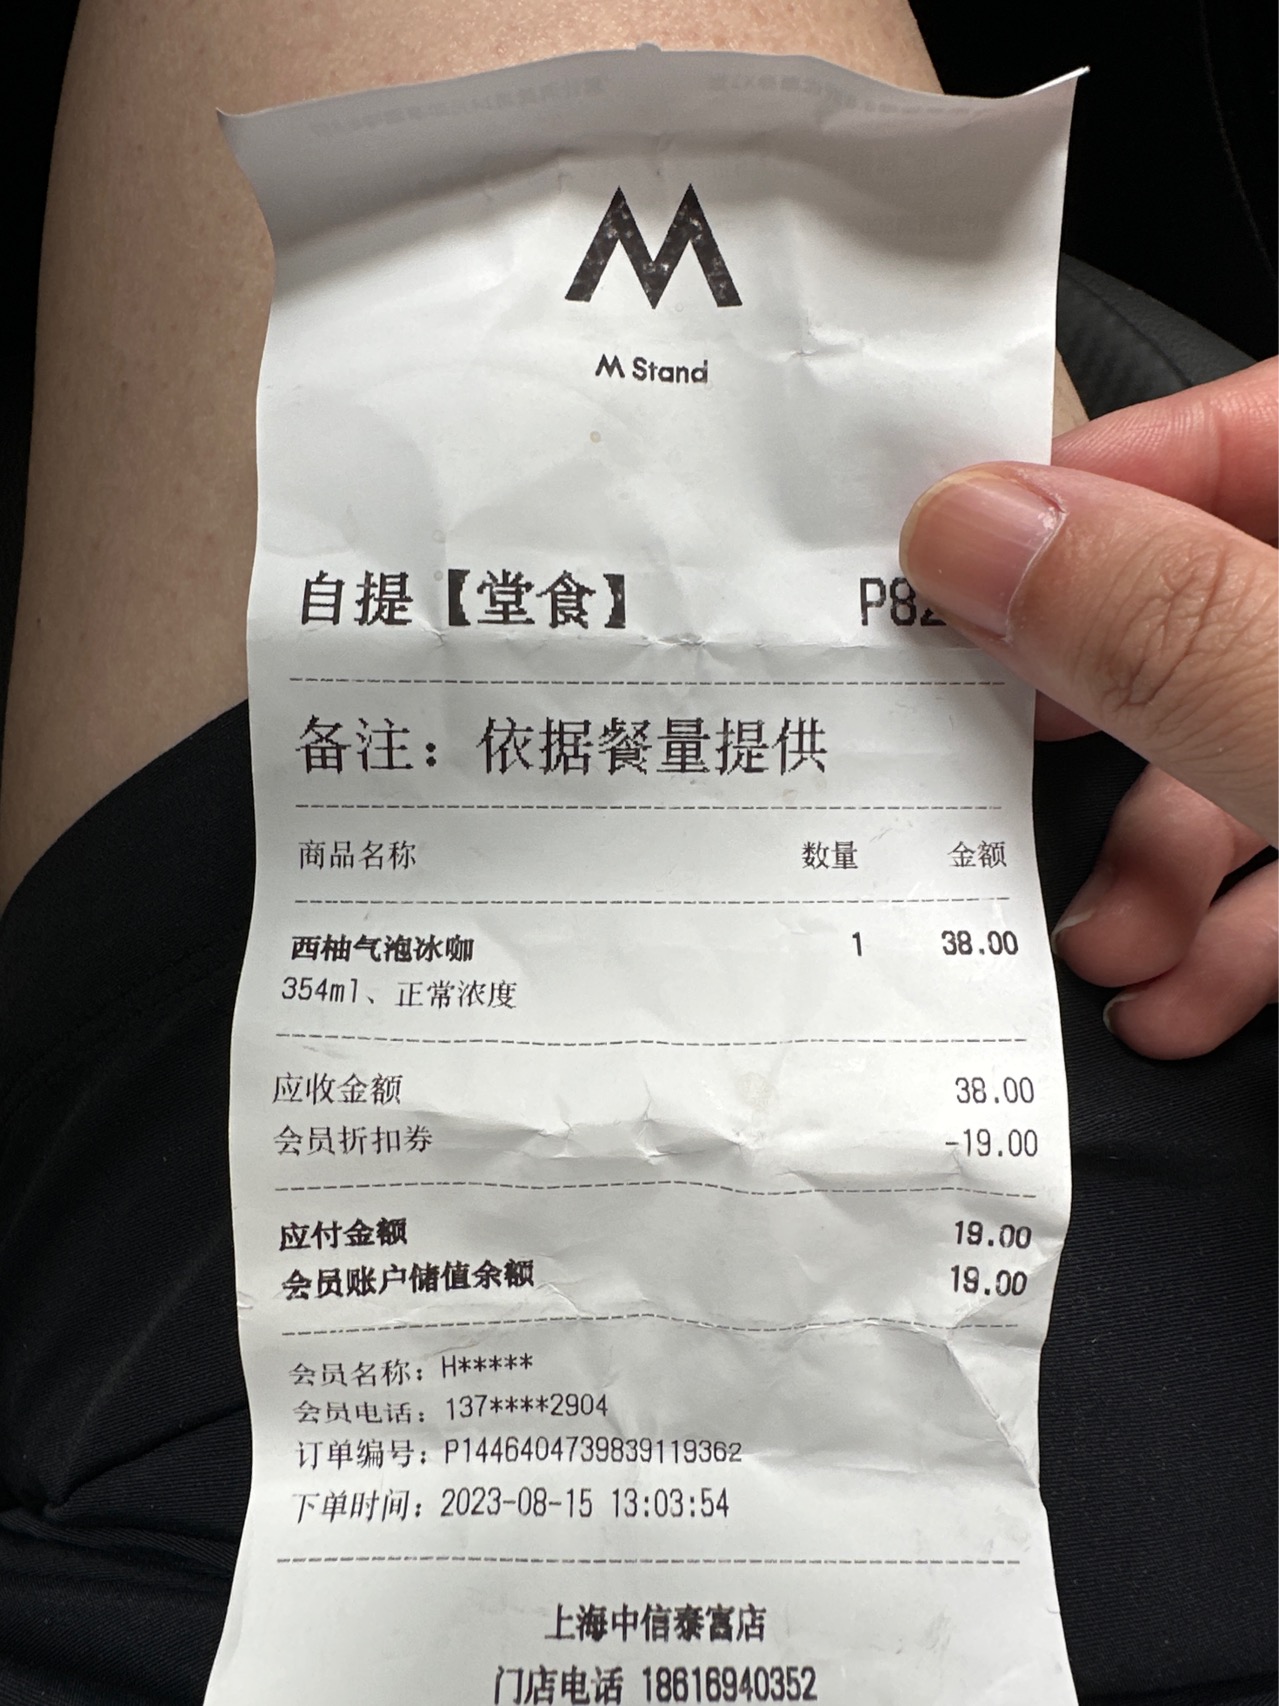 M Stand
自提【堂食】
备注：依据餐量提供
商品名称 数量 金额
西柚气泡冰咖 1 38.00
354ml、正常浓度
应收金额 38.00
会员折扣券 -19.00
应付金额 19.00
会员账户储值余额 19.00
会员名称：H*****
会员电话：137****2904
订单编号：P1446404739839119362
下单时间：2023-08-15 13:03:54
上海中信泰富店
门店电话 18616940352